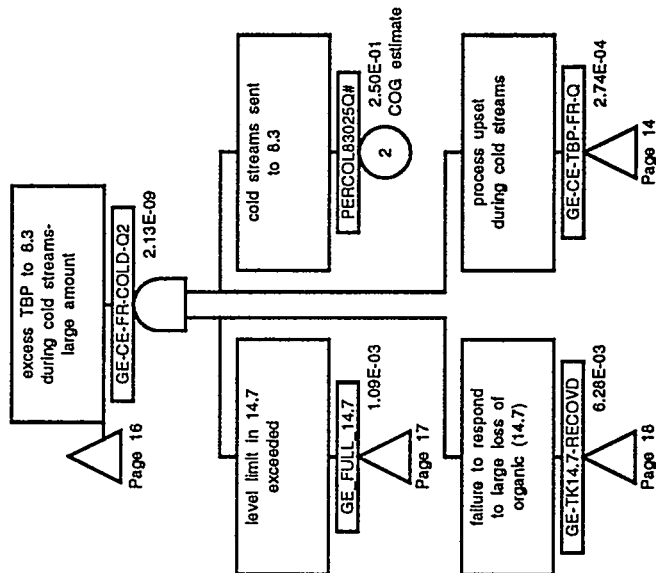 excess TBP to 8.3
during cold streams-
large amount
GE-CE-FR-COLD-Q2
2.13E-09
Page 16
level limit in 14.7
exceeded
GE_FULL_14.7
1.09E-03
Page 17
cold streams sent
to 8.3
PERCOL83025Q#
2.50E-01
COG estimate
2
failure to respond
to large loss of
organic (14.7)
GE-TK14.7-RECOVD
6.28E-03
Page 18
process upset
during cold streams
GE-CE-TBP-FR-Q
2.74E-04
Page 14